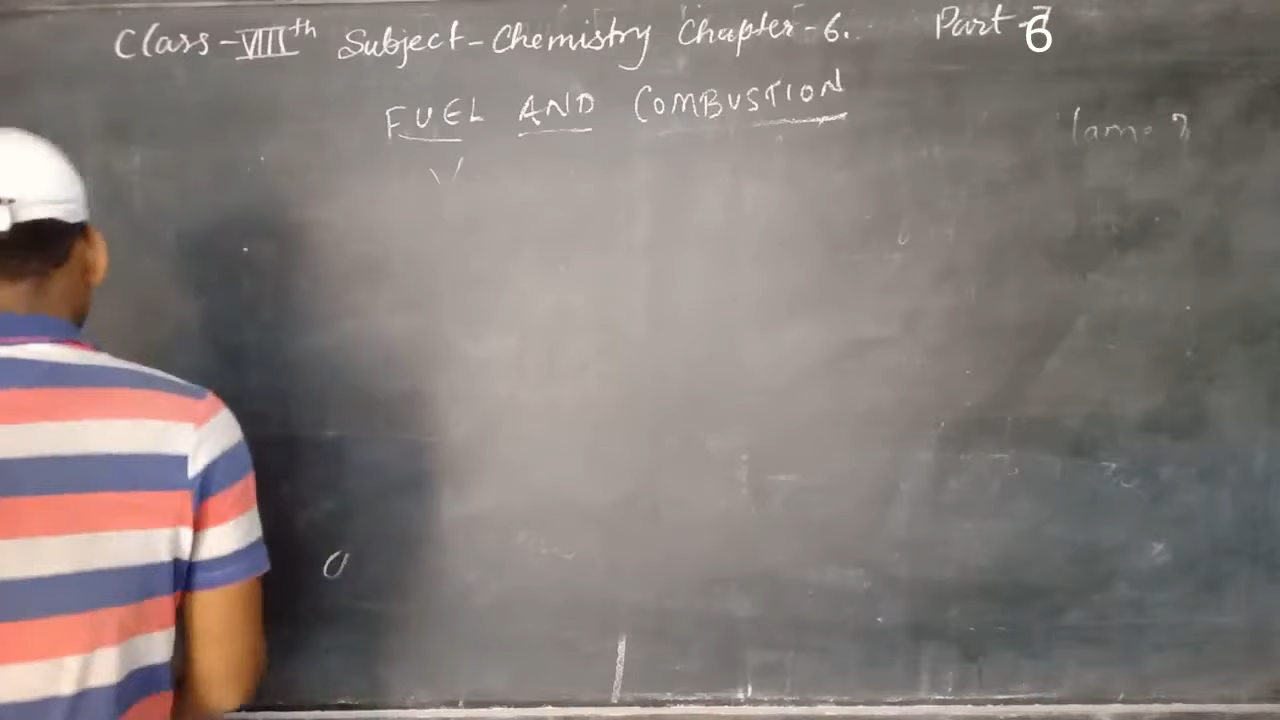 Class-VIIIth Subject-Chemistry Chapter-6. Part-6
FUEL AND COMBUSTION